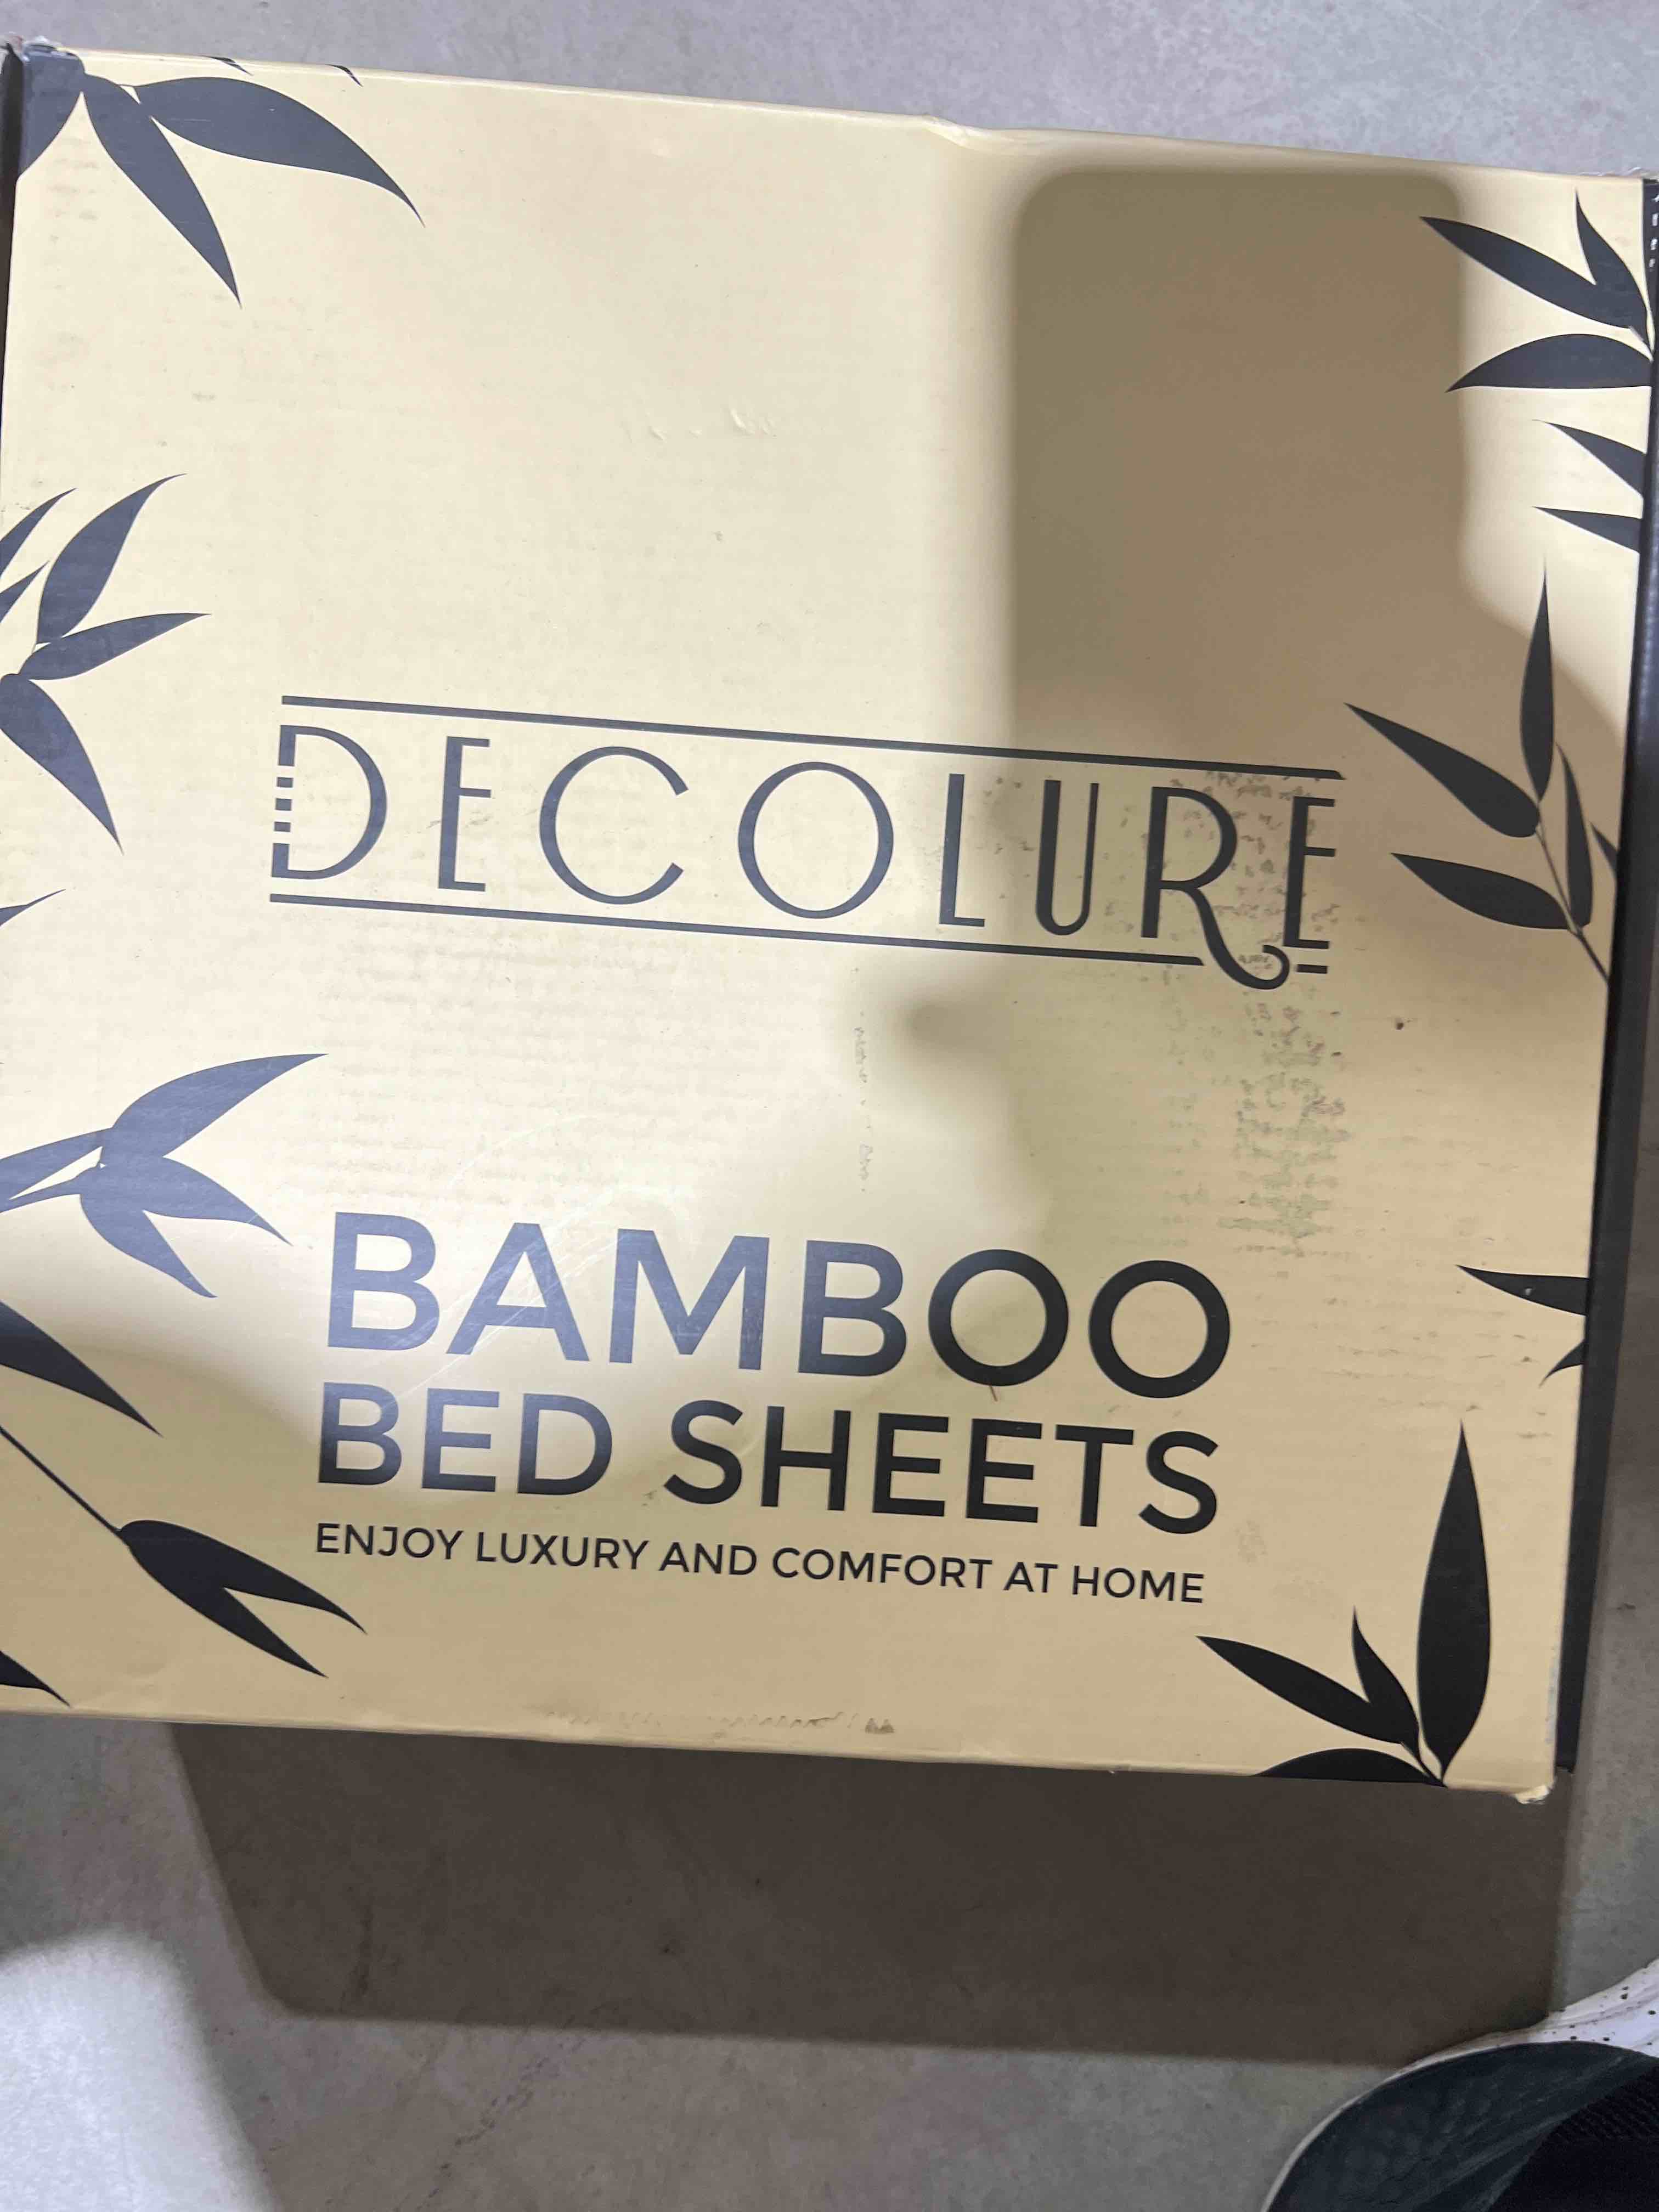 DECOLURE
BAMBOO
BED SHEETS
ENJOY LUXURY AND COMFORT AT HOME